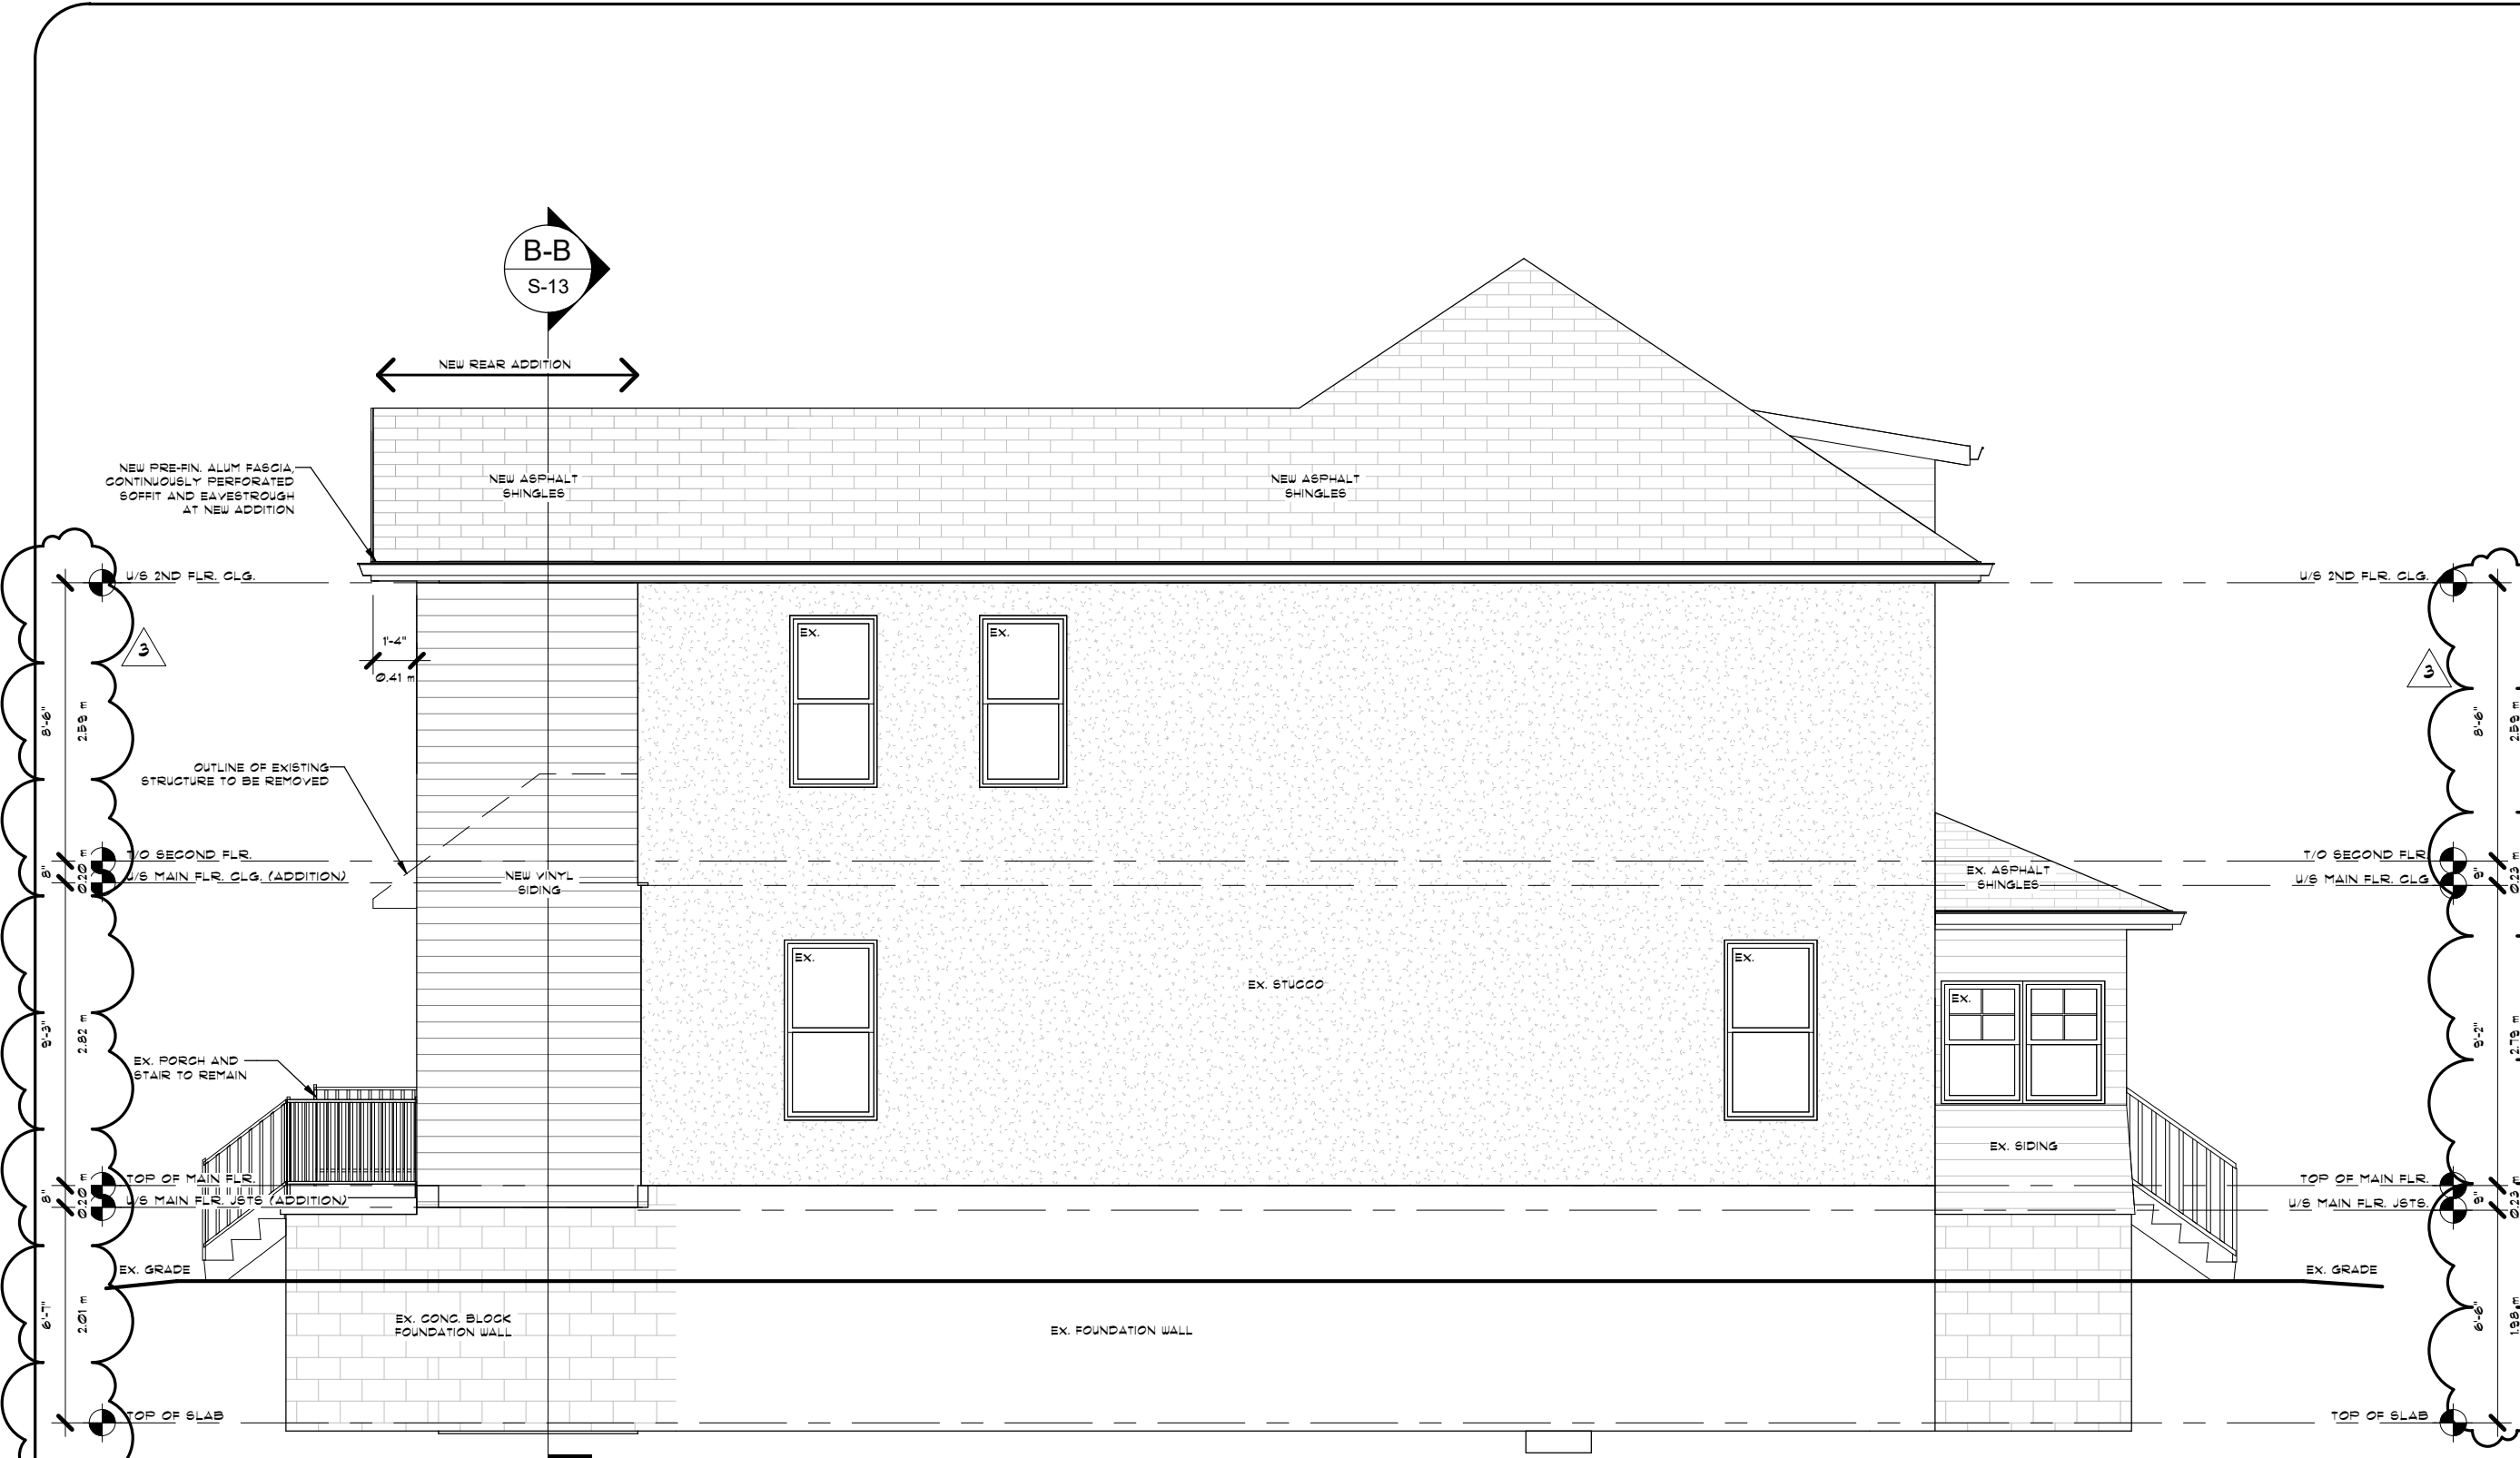 B-B
S-13
NEW REAR ADDITION
NEW PRE-FIN. ALUM FASCIA,
CONTINUOUSLY PERFORATED
SOFFIT AND EAVESTROUGH
AT NEW ADDITION
NEW ASPHALT
SHINGLES
NEW ASPHALT
SHINGLES
U/S 2ND FLR. CLG.
U/S 2ND FLR. CLG.
3
3
1'-4"
0.41 m
EX.
EX.
8'-6"
2.59 m
8'-6"
2.59 m
OUTLINE OF EXISTING
STRUCTURE TO BE REMOVED
T/O SECOND FLR.
T/O SECOND FLR.
8"
0.20 m
9"
0.23 m
U/S MAIN FLR. CLG. (ADDITION)
U/S MAIN FLR. CLG
NEW VINYL
SIDING
EX. ASPHALT
SHINGLES
EX.
EX.
EX. STUCCO
EX.
9'-3"
2.82 m
9'-2"
2.79 m
EX. PORCH AND
STAIR TO REMAIN
EX. SIDING
TOP OF MAIN FLR.
TOP OF MAIN FLR.
8"
0.20 m
9"
0.23 m
U/S MAIN FLR. JSTS (ADDITION)
U/S MAIN FLR. JSTS.
EX. GRADE
EX. GRADE
6'-7"
2.01 m
6'-6"
1.98 m
EX. CONC. BLOCK
FOUNDATION WALL
EX. FOUNDATION WALL
TOP OF SLAB
TOP OF SLAB